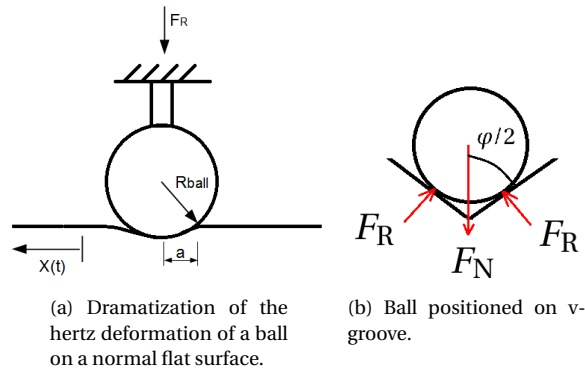 FR
Rball
a
X(t)
φ/2
FR
FR
FN
(a) Dramatization of the
hertz deformation of a ball
on a normal flat surface.
(b) Ball positioned on v-
groove.